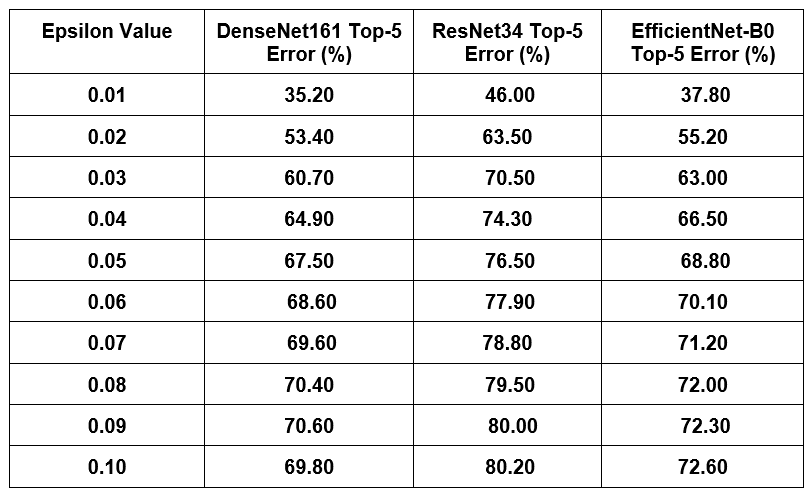 Epsilon Value DenseNet161 Top-5 Error (%) ResNet34 Top-5 Error (%) EfficientNet-B0 Top-5 Error (%)
0.01 35.20 46.00 37.80
0.02 53.40 63.50 55.20
0.03 60.70 70.50 63.00
0.04 64.90 74.30 66.50
0.05 67.50 76.50 68.80
0.06 68.60 77.90 70.10
0.07 69.60 78.80 71.20
0.08 70.40 79.50 72.00
0.09 70.60 80.00 72.30
0.10 69.80 80.20 72.60